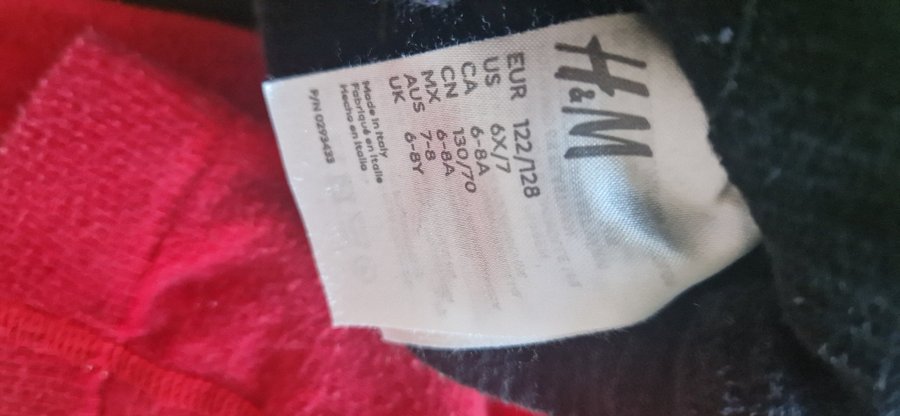 H&M
EUR 122/128
US 6X/7
CA 6-8A
CN 130/70
MX 6-8A
AUS 7-8
UK 6-8Y
Made in Italy
Fabriqué en Italie
Hecho en Italia
P/N 0293433